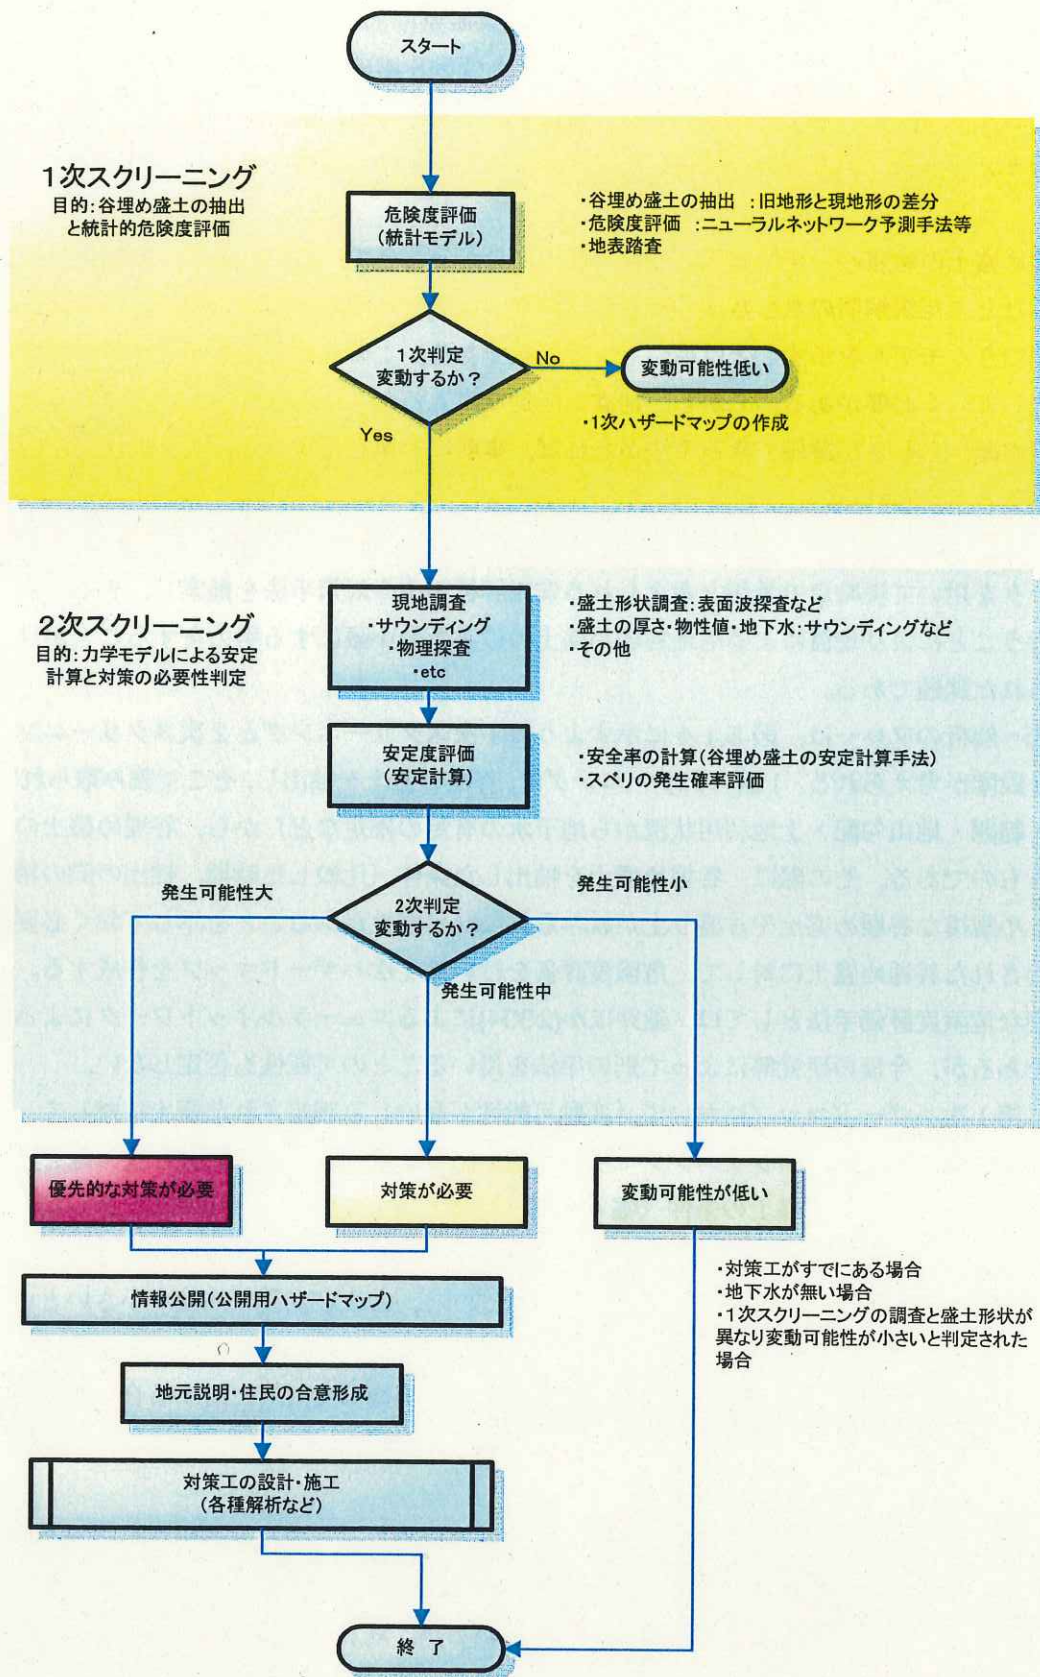 スタート
1次スクリーニング
目的:谷埋め盛土の抽出
と統計的危険度評価
危険度評価
(統計モデル)
・谷埋め盛土の抽出 :旧地形と現地形の差分
・危険度評価 :ニューラルネットワーク予測手法等
・地表踏査
1次判定
変動するか?
No
変動可能性低い
・1次ハザードマップの作成
Yes
2次スクリーニング
目的:力学モデルによる安定
計算と対策の必要性判定
現地調査
・サウンディング
・物理探査
・etc
・盛土形状調査:表面波探査など
・盛土の厚さ・物性値・地下水:サウンディングなど
・その他
安定度評価
(安定計算)
・安全率の計算(谷埋め盛土の安定計算手法)
・スベリの発生確率評価
発生可能性大
発生可能性小
2次判定
変動するか?
発生可能性中
優先的な対策が必要
対策が必要
変動可能性が低い
・対策工がすでにある場合
・地下水が無い場合
・1次スクリーニングの調査と盛土形状が
異なり変動可能性が小さいと判定された
場合
情報公開(公開用ハザードマップ)
地元説明・住民の合意形成
対策工の設計・施工
(各種解析など)
終 了